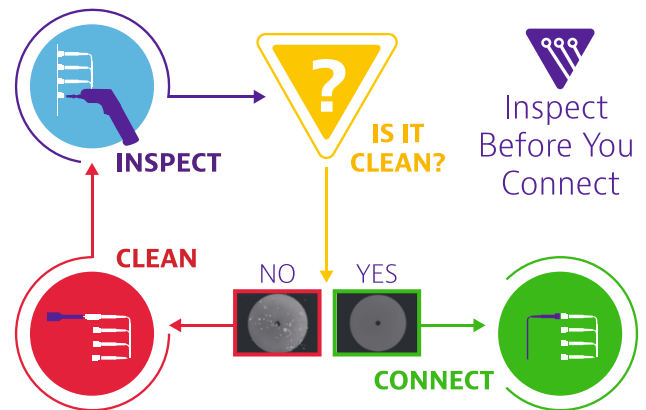 INSPECT
?
IS IT
CLEAN?
Inspect
Before You
Connect
CLEAN
NO
YES
CONNECT